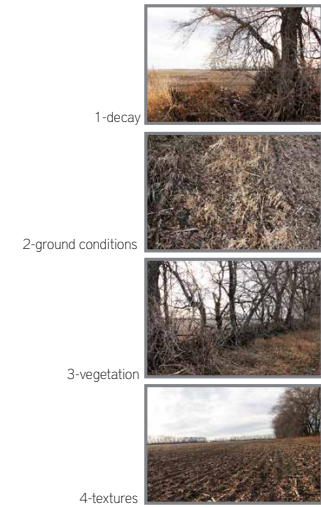 1-decay
2-ground conditions
3-vegetation
4-textures